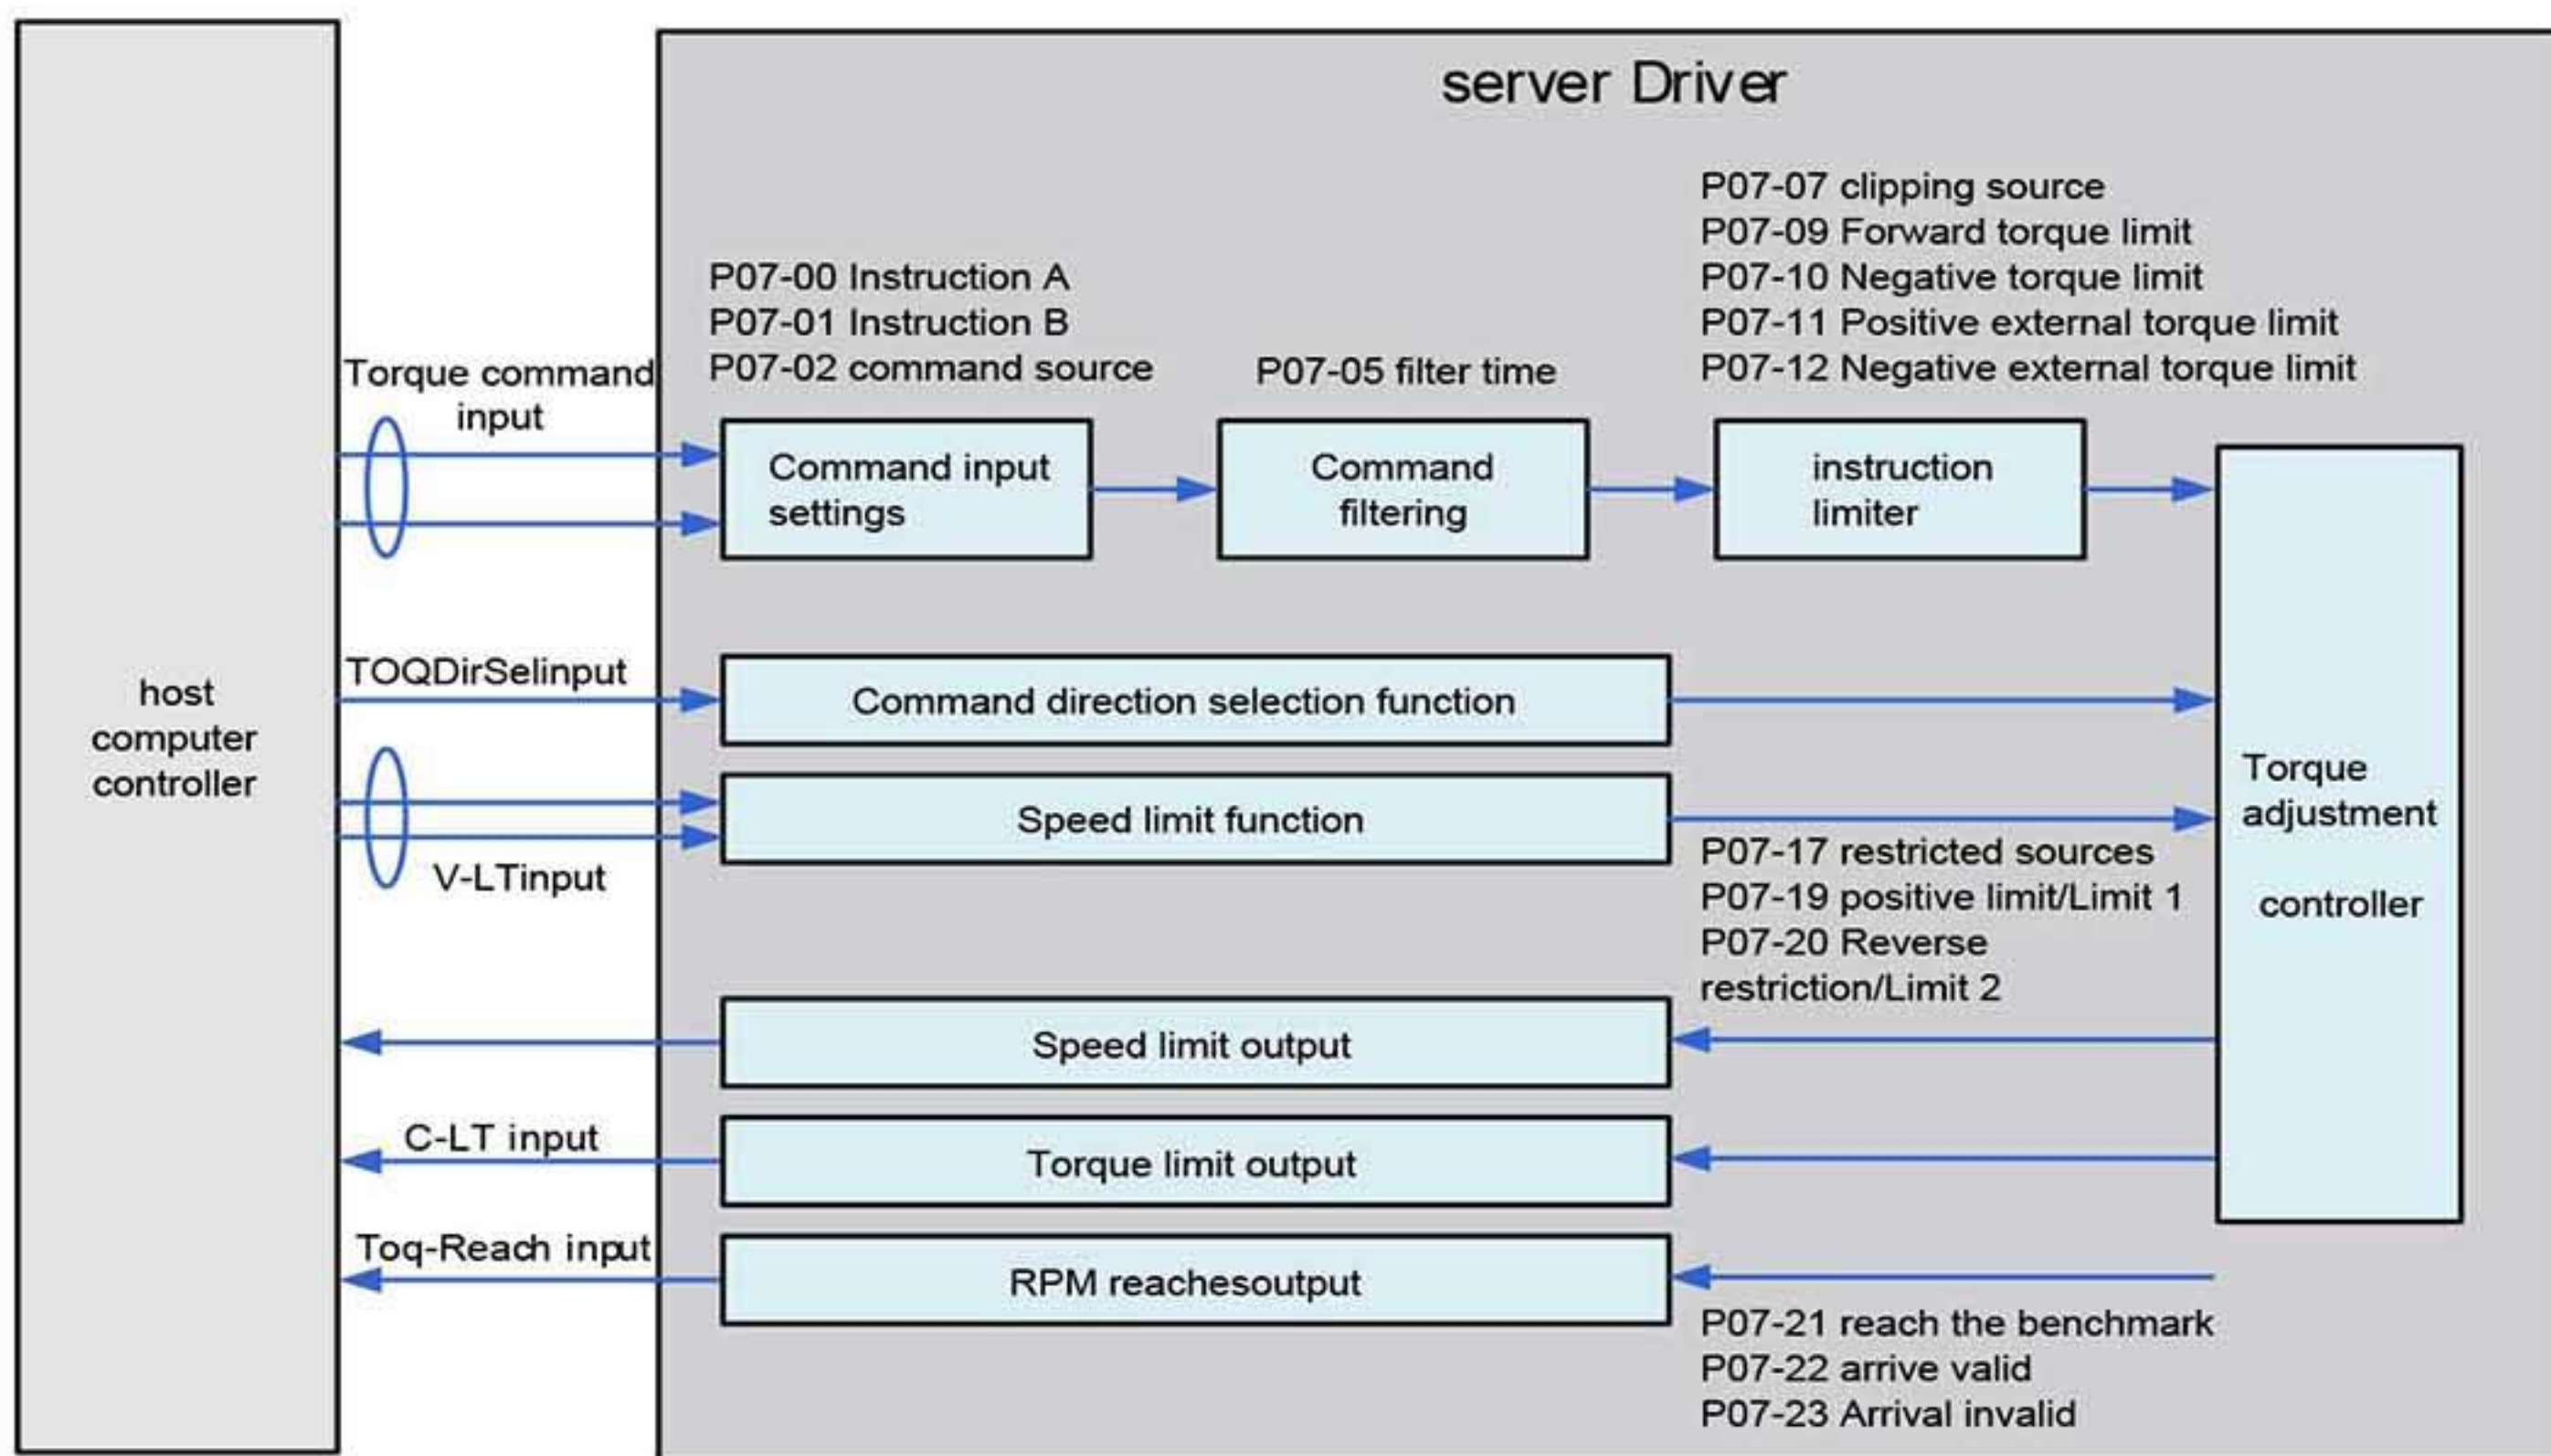 server Driver
P07-07 clipping source
P07-09 Forward torque limit
P07-10 Negative torque limit
P07-11 Positive external torque limit
P07-12 Negative external torque limit
P07-00 Instruction A
P07-01 Instruction B
P07-02 command source
P07-05 filter time
Torque command
input
Command input
settings
Command
filtering
instruction
limiter
host
computer
controller
TOQDirSelinput
Command direction selection function
Speed limit function
V-LTinput
Torque
adjustment
controller
P07-17 restricted sources
P07-19 positive limit/Limit 1
P07-20 Reverse
restriction/Limit 2
Speed limit output
C-LT input
Torque limit output
Toq-Reach input
RPM reachesoutput
P07-21 reach the benchmark
P07-22 arrive valid
P07-23 Arrival invalid